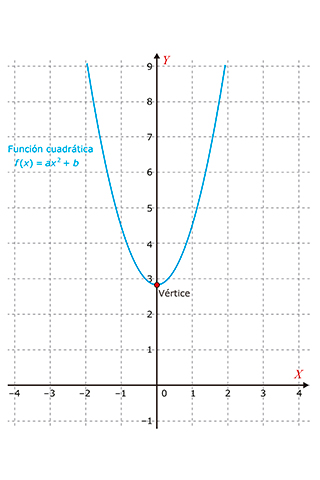 Y
9
8
7
Función cuadrática
f(x) = ax² + b
6
5
4
3
Vértice
2
1
X
-4 -3 -2 -1 0 1 2 3 4
-1